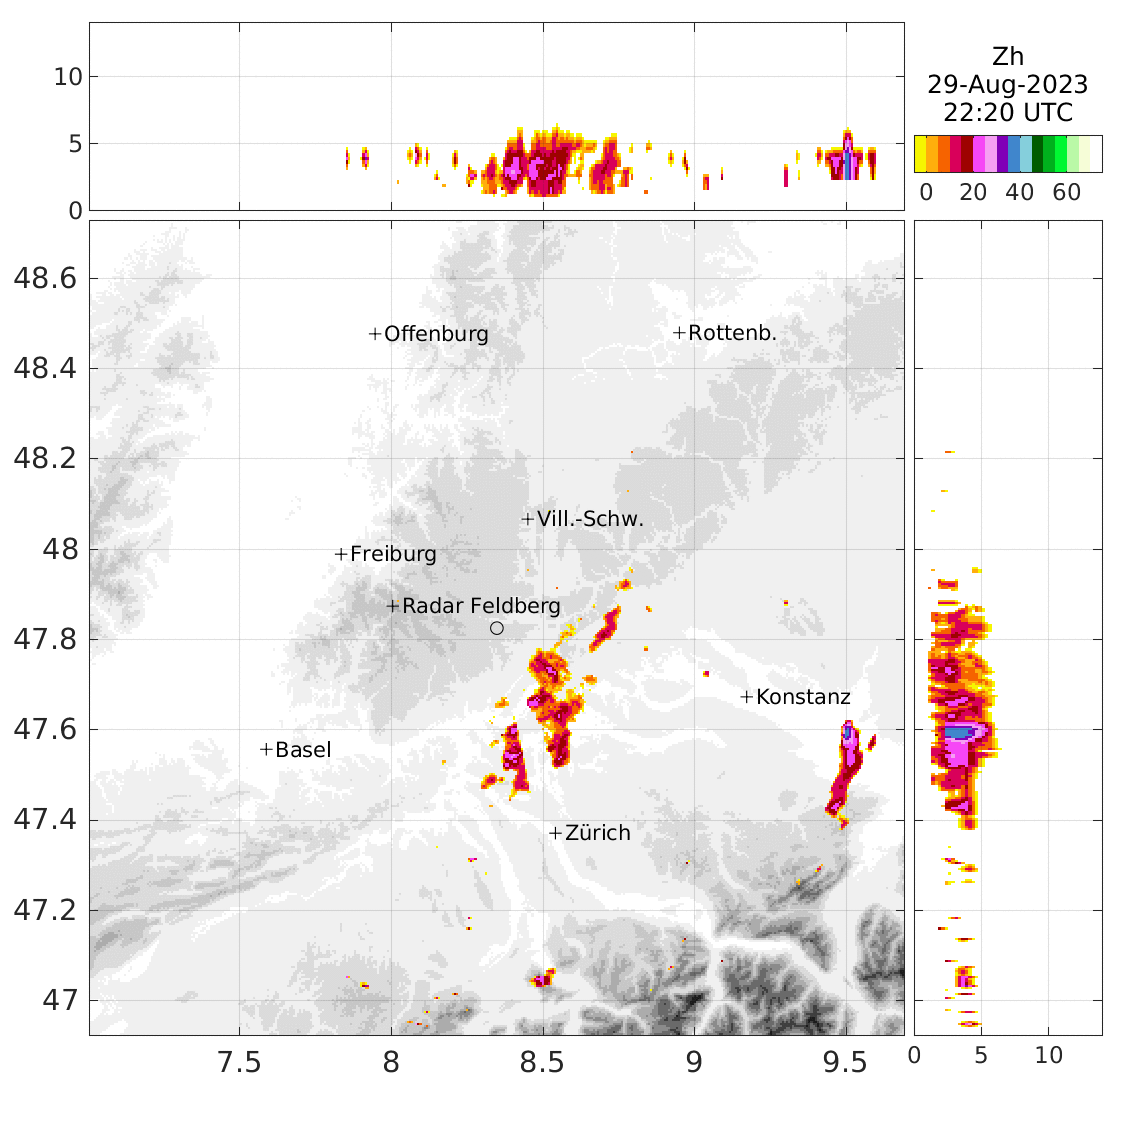 10
5
0
Zh
29-Aug-2023
22:20 UTC
0 20 40 60
48.6
48.4
48.2
48
47.8
47.6
47.4
47.2
47
+Offenburg
+Rottenb.
+Vill.-Schw.
+Freiburg
+Radar Feldberg
+Konstanz
+Basel
+Zürich
7.5 8 8.5 9 9.5
0 5 10